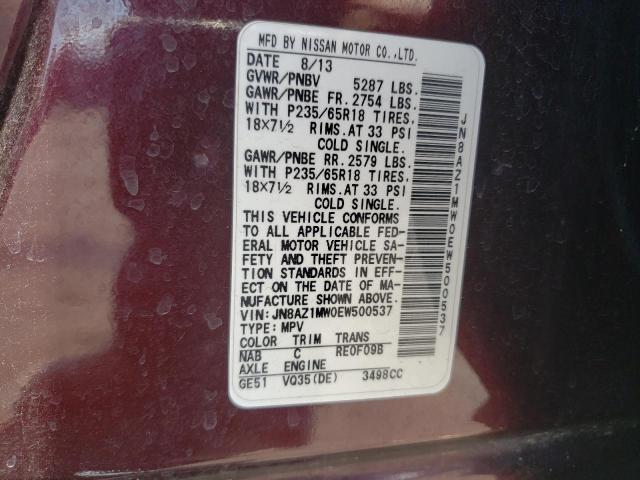 MFD BY NISSAN MOTOR CO.,LTD.
DATE 8/13
GVWR/PNBV 5287 LBS.
GAWR/PNBE FR. 2754 LBS.
WITH P235/65R18 TIRES.
18X7½ RIMS.AT 33 PSI
COLD SINGLE.
GAWR/PNBE RR. 2579 LBS.
WITH P235/65R18 TIRES.
18X7½ RIMS.AT 33 PSI
COLD SINGLE.
THIS VEHICLE CONFORMS
TO ALL APPLICABLE FED-
ERAL MOTOR VEHICLE SA-
FETY AND THEFT PREVEN-
TION STANDARDS IN EFF-
ECT ON THE DATE OF MA-
NUFACTURE SHOWN ABOVE.
VIN: JN8AZ1MW0EW500537
TYPE: MPV
COLOR TRIM TRANS
NAB C RE0F09B
AXLE ENGINE
GE51 VQ35(DE) 3498CC
JN8AZ1MW0EW500537